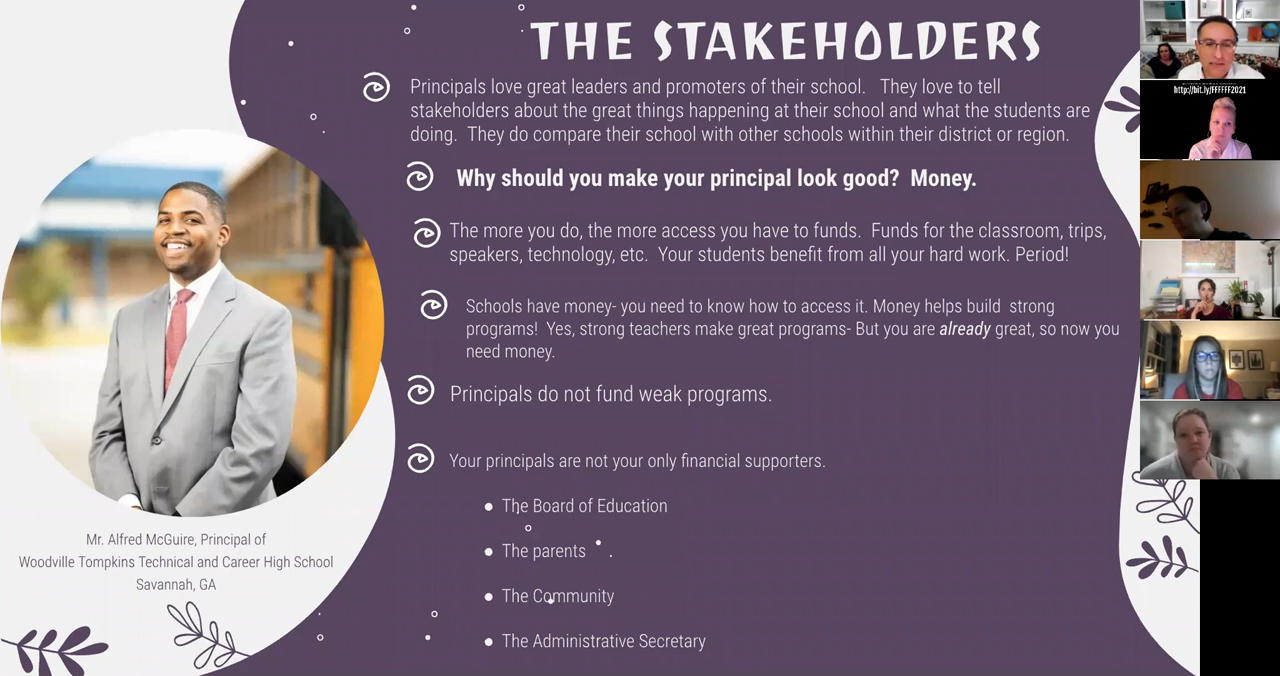 THE STAKEHOLDERS
Principals love great leaders and promoters of their school. They love to tell
stakeholders about the great things happening at their school and what the students are
doing. They do compare their school with other schools within their district or region.
Why should you make your principal look good? Money.
The more you do, the more access you have to funds. Funds for the classroom, trips,
speakers, technology, etc. Your students benefit from all your hard work. Period!
Schools have money- you need to know how to access it. Money helps build strong
programs! Yes, strong teachers make great programs- But you are already great, so now you
need money.
Principals do not fund weak programs.
Your principals are not your only financial supporters.
The Board of Education
The parents
The Community
The Administrative Secretary
Mr. Alfred McGuire, Principal of
Woodville Tompkins Technical and Career High School
Savannah, GA
http://bit.ly/FFFFFF2021